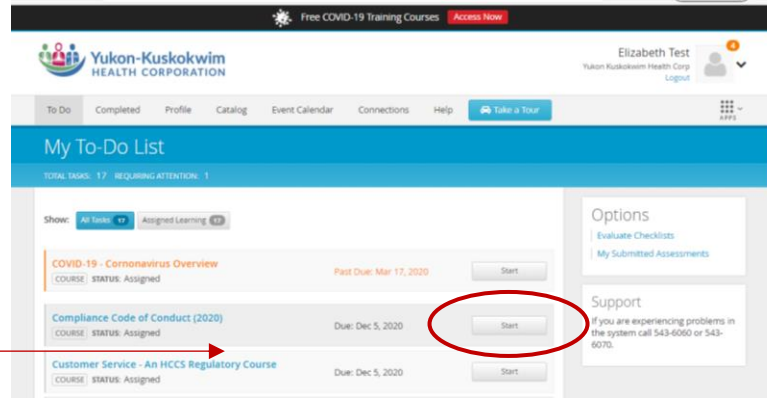 Free COVID-19 Training Courses Access Now
Yukon-Kuskokwim
HEALTH CORPORATION
Elizabeth Test
Yukon Kuskokwim Health Corp
Logout
4
To Do Completed Profile Catalog Event Calendar Connections Help Take a Tour
APPS
My To-Do List
TOTAL TASKS: 17 REQUIRING ATTENTION: 1
Show: All Tasks 17 Assigned Learning 17
COVID-19 - Cornonavirus Overview
COURSE STATUS: Assigned
Past Due: Mar 17, 2020
Start
Compliance Code of Conduct (2020)
COURSE STATUS: Assigned
Due: Dec 5, 2020
Start
Customer Service - An HCCS Regulatory Course
COURSE STATUS: Assigned
Due: Dec 5, 2020
Start
Options
Evaluate Checklists
My Submitted Assessments
Support
If you are experiencing problems in
the system call 543-6060 or 543-
6070.